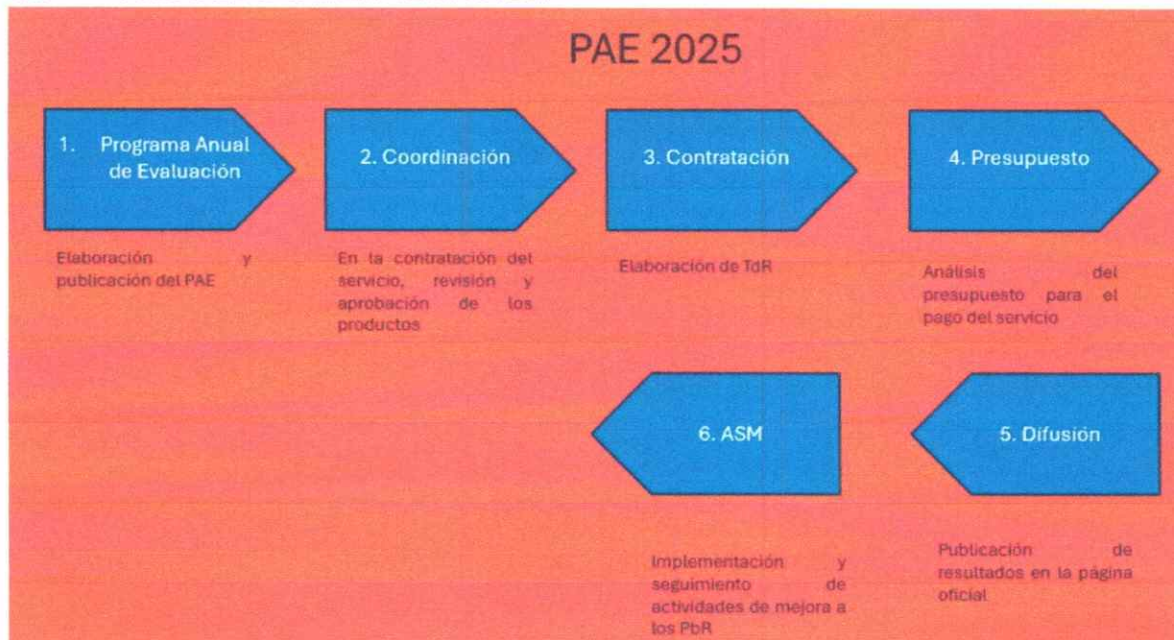 PAE 2025
1. Programa Anual
de Evaluación
Elaboración y
publicación del PAE
2. Coordinación
En la contratación del
servicio, revisión y
aprobación de los
productos
3. Contratación
Elaboración de TdR
4. Presupuesto
Análisis del
presupuesto para el
pago del servicio
5. Difusión
Publicación de
resultados en la página
oficial
6. ASM
Implementación y
seguimiento de
actividades de mejora a
los PbR